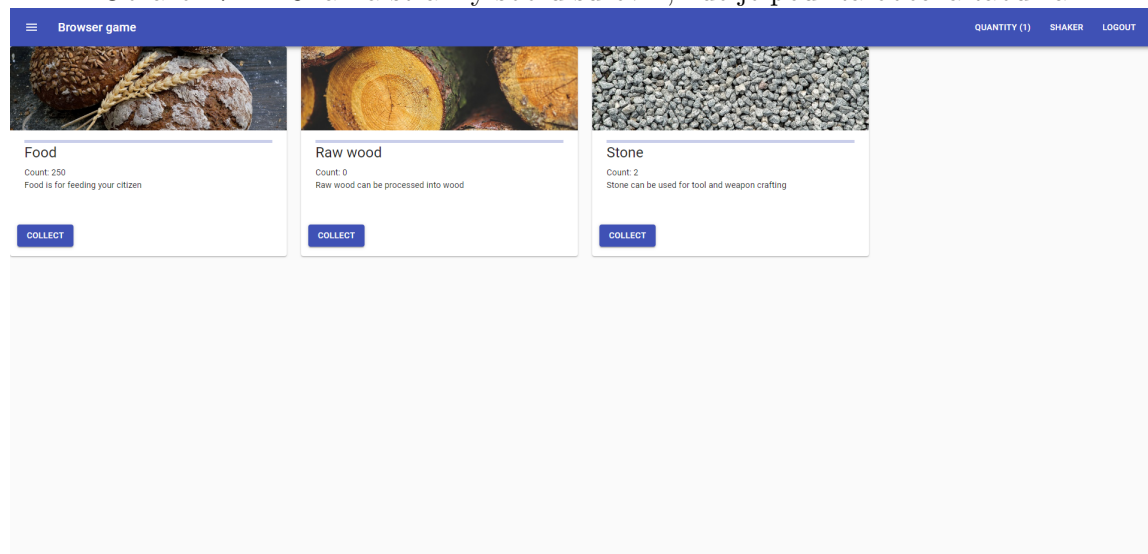 Browser game
QUANTITY (1) SHAKER LOGOUT
Food
Count: 250
Food is for feeding your citizen
COLLECT
Raw wood
Count: 0
Raw wood can be processed into wood
COLLECT
Stone
Count: 2
Stone can be used for tool and weapon crafting
COLLECT